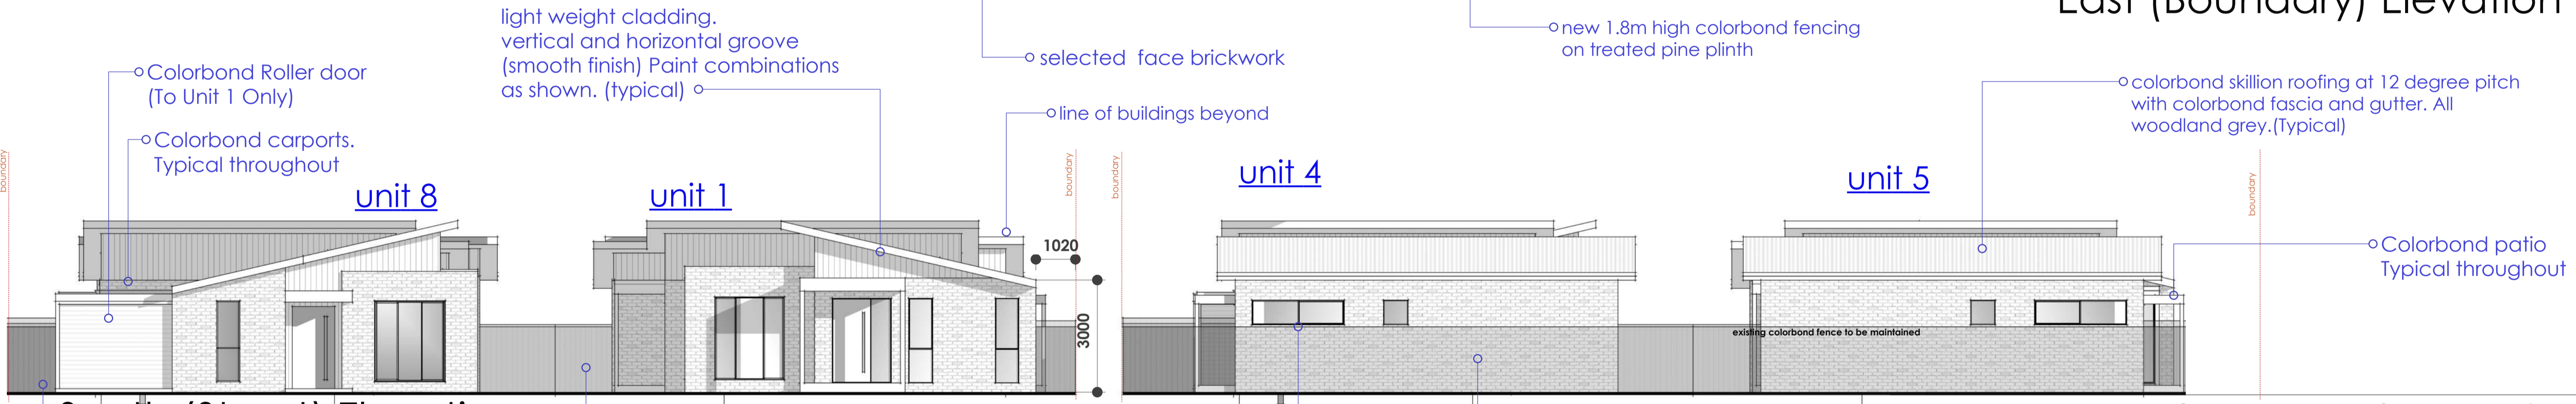 East (Boundary) Elevation
light weight cladding.
vertical and horizontal groove
(smooth finish) Paint combinations
as shown. (typical)
new 1.8m high colorbond fencing
on treated pine plinth
selected face brickwork
Colorbond Roller door
(To Unit 1 Only)
colorbond skillion roofing at 12 degree pitch
with colorbond fascia and gutter. All
woodland grey.(Typical)
line of buildings beyond
Colorbond carports.
Typical throughout
boundary
boundary
boundary
boundary
unit 8
unit 1
unit 4
unit 5
1020
3000
Colorbond patio
Typical throughout
existing colorbond fence to be maintained